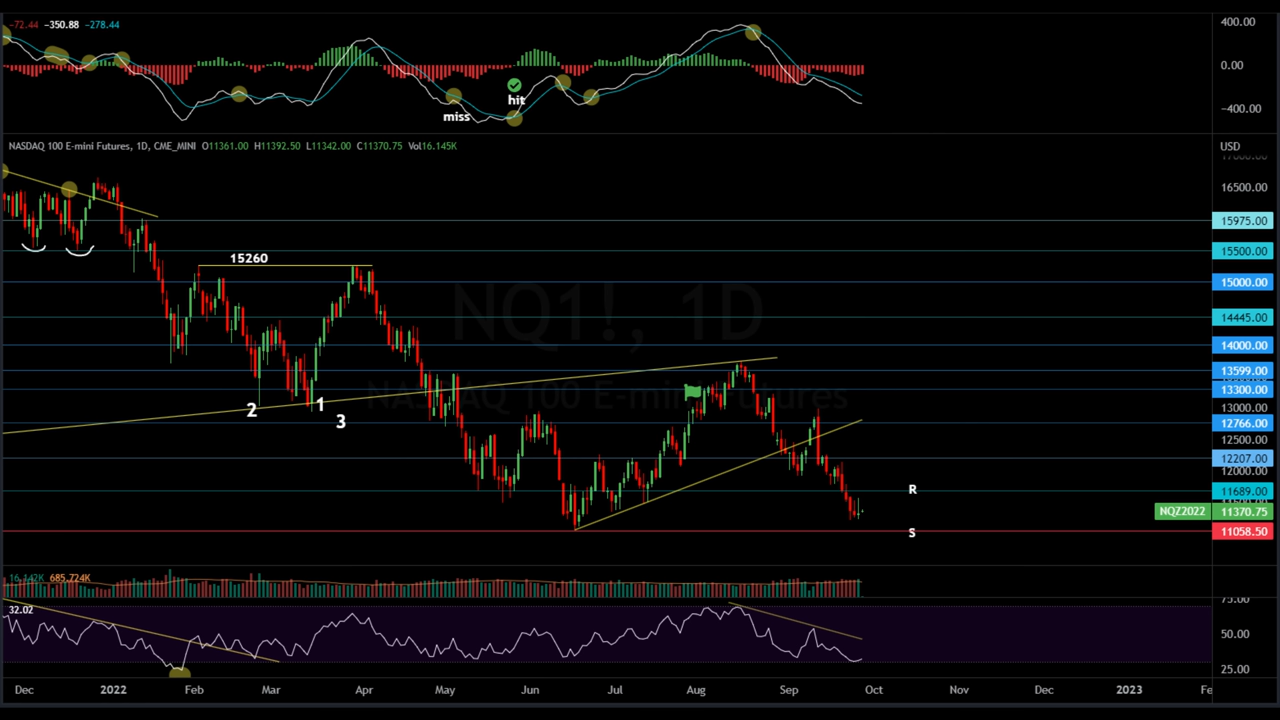 -72.44 -350.88 -278.44
400.00
0.00
-400.00
hit
miss
NASDAQ 100 E-mini Futures, 1D, CME_MINI O11361.00 H11392.50 L11342.00 C11370.75 Vol16.145K
USD
17000.00
16500.00
15975.00
15500.00
15260
15000.00
NQ1!, 1D
14445.00
14000.00
13599.00
NASDAQ 100 E-mini Futures
13300.00
2 1
3
13000.00
12766.00
12500.00
12207.00
12000.00
R
11689.00
NQZ2022 11370.75
S
11058.50
16.142K 685.724K
75.00
32.02
50.00
25.00
Dec 2022 Feb Mar Apr May Jun Jul Aug Sep Oct Nov Dec 2023 Fe